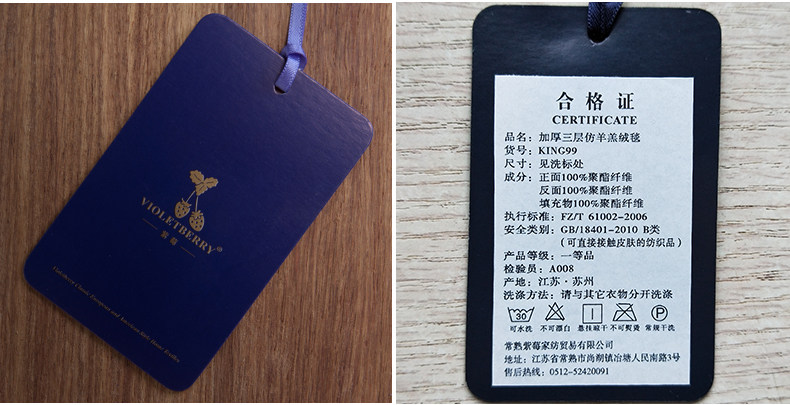 VIOLETBERRY®
紫莓
合格证
CERTIFICATE
品名：加厚三层仿羊羔绒毯
货号：KING99
尺寸：见洗标处
成分：正面100%聚酯纤维
反面100%聚酯纤维
填充物100%聚酯纤维
执行标准：FZ/T 61002-2006
安全类别：GB/18401-2010 B类
（可直接接触皮肤的纺织品）
产品等级：一等品
检验员：A008
产地：江苏·苏州
洗涤方法：请与其它衣物分开洗涤
30 P
可水洗 不可漂白 悬挂晾干 不可熨烫 常规干洗
常熟紫莓家纺贸易有限公司
地址：江苏省常熟市尚湖镇冶塘人民南路3号
售后热线：0512-52420091